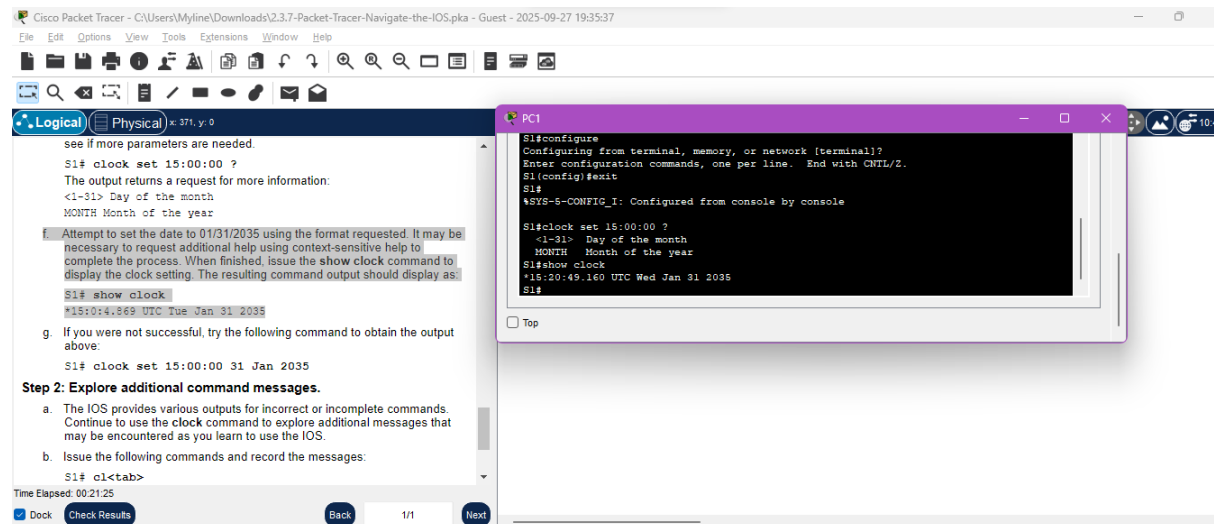 Cisco Packet Tracer - C:\Users\Myline\Downloads\2.3.7-Packet-Tracer-Navigate-the-IOS.pka - Guest - 2025-09-27 19:35:37
File Edit Options View Tools Extensions Window Help
Logical Physical x: 371, y: 0
see if more parameters are needed.
S1# clock set 15:00:00 ?
The output returns a request for more information:
<1-31> Day of the month
MONTH Month of the year
f. Attempt to set the date to 01/31/2035 using the format requested. It may be
necessary to request additional help using context-sensitive help to
complete the process. When finished, issue the show clock command to
display the clock setting. The resulting command output should display as:
S1# show clock
*15:0:4.869 UTC Tue Jan 31 2035
g. If you were not successful, try the following command to obtain the output
above:
S1# clock set 15:00:00 31 Jan 2035
Step 2: Explore additional command messages.
a. The IOS provides various outputs for incorrect or incomplete commands.
Continue to use the clock command to explore additional messages that
may be encountered as you learn to use the IOS.
b. Issue the following commands and record the messages:
S1# cl<tab>
Time Elapsed: 00:21:25
Dock Check Results Back 1/1 Next
PC1
S1#configure
Configuring from terminal, memory, or network [terminal]?
Enter configuration commands, one per line. End with CNTL/Z.
S1(config)#exit
S1#
%SYS-5-CONFIG_I: Configured from console by console
S1#clock set 15:00:00 ?
<1-31> Day of the month
MONTH Month of the year
S1#show clock
*15:20:49.160 UTC Wed Jan 31 2035
S1#
Top
10: